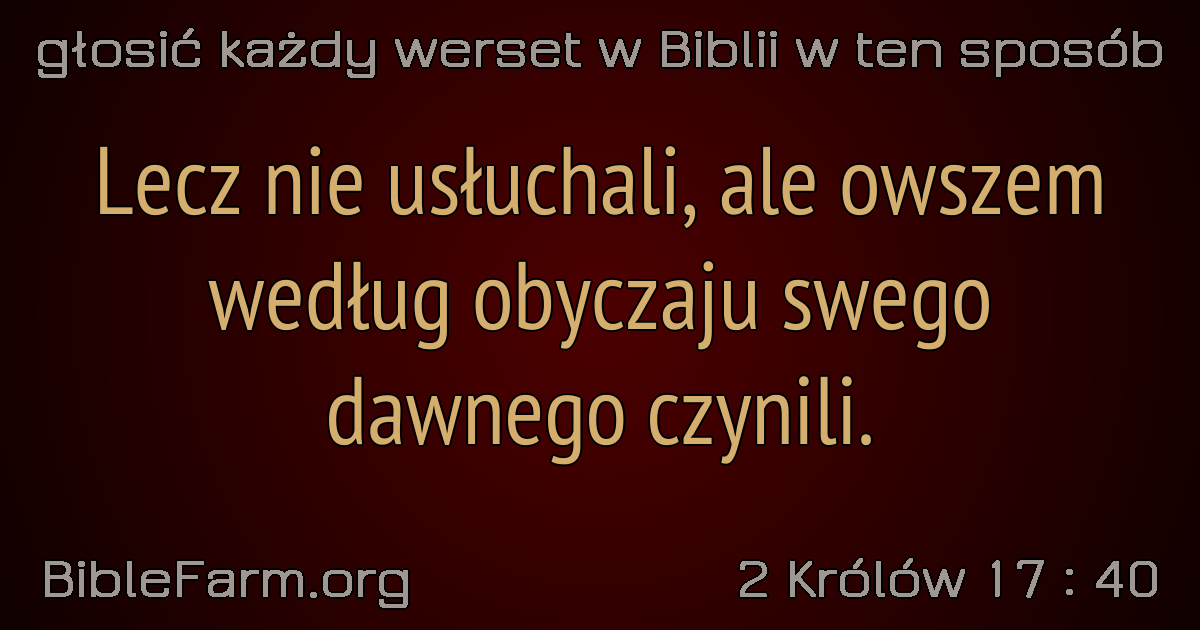 głosić każdy werset w Biblii w ten sposób
Lecz nie usłuchali, ale owszem
według obyczaju swego
dawnego czynili.
BibleFarm.org
2 Królów 17 : 40